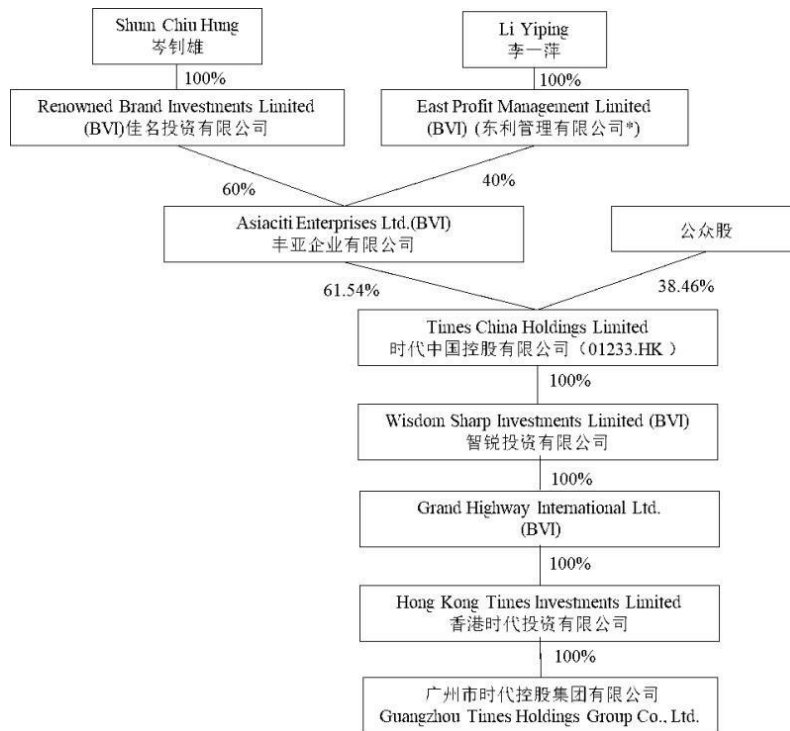 Shum Chiu Hung
岑钊雄
Li Yiping
李一萍
100%
100%
Renowned Brand Investments Limited
(BVI)佳名投资有限公司
East Profit Management Limited
(BVI) (东利管理有限公司*)
60%
40%
Asiaciti Enterprises Ltd.(BVI)
丰亚企业有限公司
公众股
61.54%
38.46%
Times China Holdings Limited
时代中国控股有限公司（01233.HK ）
100%
Wisdom Sharp Investments Limited (BVI)
智锐投资有限公司
100%
Grand Highway International Ltd.
(BVI)
100%
Hong Kong Times Investments Limited
香港时代投资有限公司
100%
广州市时代控股集团有限公司
Guangzhou Times Holdings Group Co., Ltd.